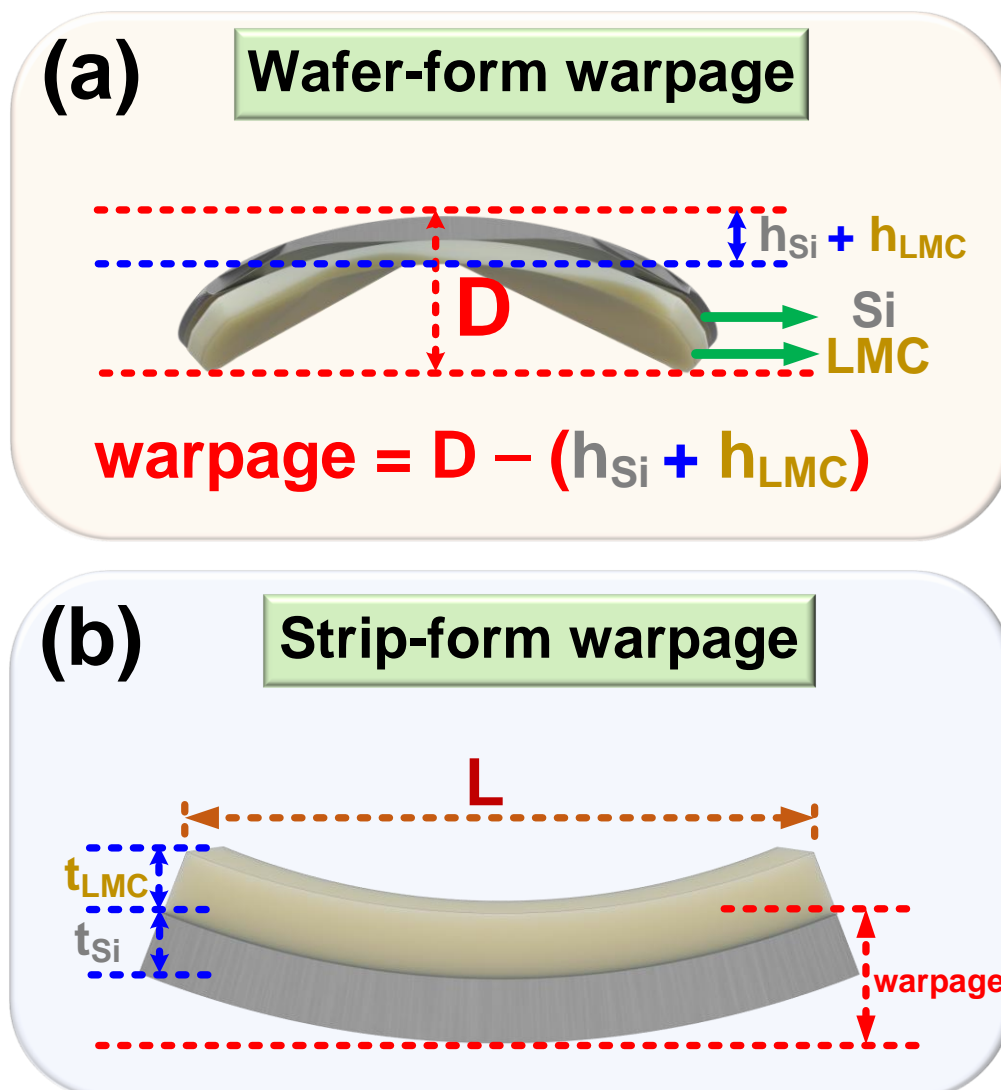 (a)
Wafer-form warpage
hSi + hLMC
D
Si
LMC
warpage = D – (hSi + hLMC)
(b)
Strip-form warpage
L
tLMC
tSi
warpage